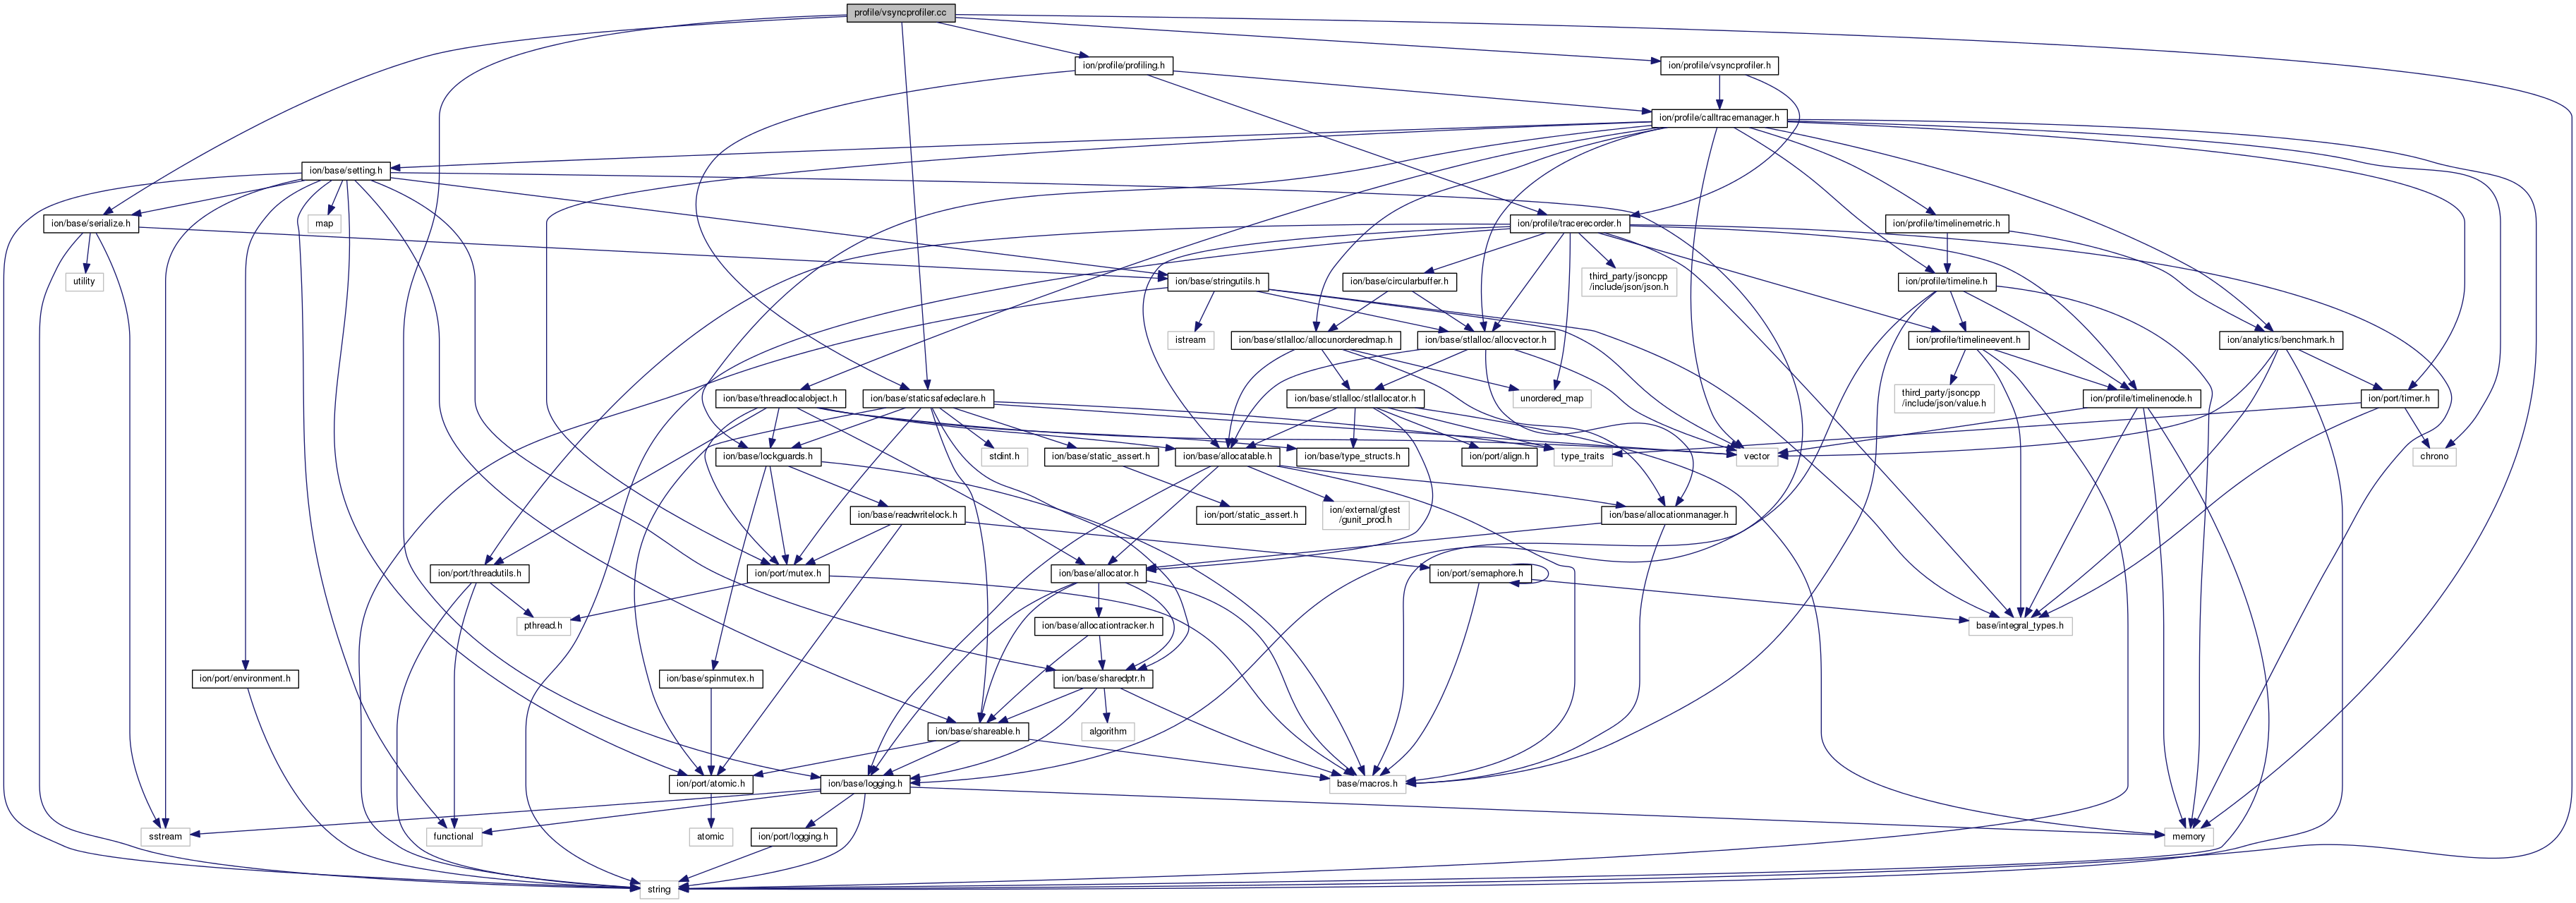 profile/vsyncprofiler.cc
ion/profile/profiling.h
ion/profile/vsyncprofiler.h
ion/profile/calltracemanager.h
ion/base/setting.h
ion/base/serialize.h
map
ion/profile/tracerecorder.h
ion/profile/timelinemetric.h
utility
ion/base/stringutils.h
ion/base/circularbuffer.h
third_party/jsoncpp
/include/json/json.h
ion/profile/timeline.h
istream
ion/base/stlalloc/allocunorderedmap.h
ion/base/stlalloc/allocvector.h
ion/profile/timelineevent.h
ion/analytics/benchmark.h
ion/base/threadlocalobject.h
ion/base/staticsafedeclare.h
ion/base/stlalloc/stlallocator.h
unordered_map
third_party/jsoncpp
/include/json/value.h
ion/profile/timelinenode.h
ion/port/timer.h
ion/base/lockguards.h
stdint.h
ion/base/static_assert.h
ion/base/allocatable.h
ion/base/type_structs.h
ion/port/align.h
type_traits
vector
chrono
ion/base/readwritelock.h
ion/port/static_assert.h
ion/external/gtest
/gunit_prod.h
ion/base/allocationmanager.h
ion/port/threadutils.h
ion/port/mutex.h
ion/base/allocator.h
ion/port/semaphore.h
pthread.h
ion/base/allocationtracker.h
base/integral_types.h
ion/port/environment.h
ion/base/spinmutex.h
ion/base/sharedptr.h
ion/base/shareable.h
algorithm
ion/port/atomic.h
ion/base/logging.h
base/macros.h
sstream
functional
atomic
ion/port/logging.h
memory
string